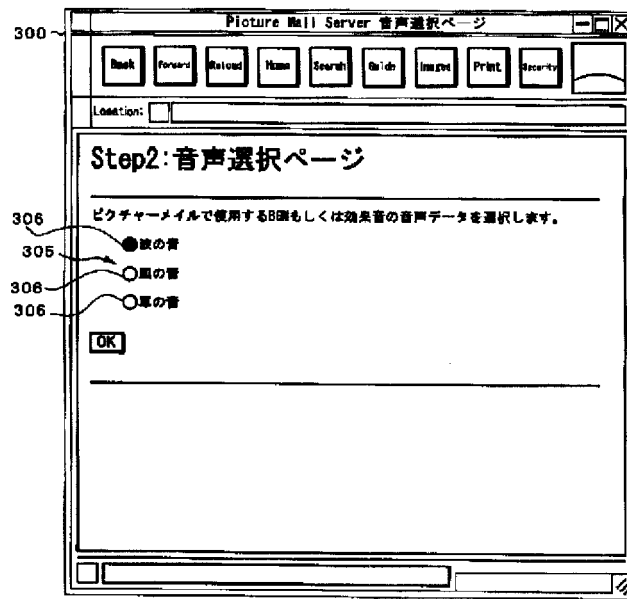 Picture Mail Server 音声選択ページ
300
Back Forward Reload Home Search Guide Images Print Security
Location:
Step2:音声選択ページ
ピクチャーメイルで使用するBGMもしくは効果音の音声データを選択します。
306
波の音
305
風の音
306
車の音
306
OK